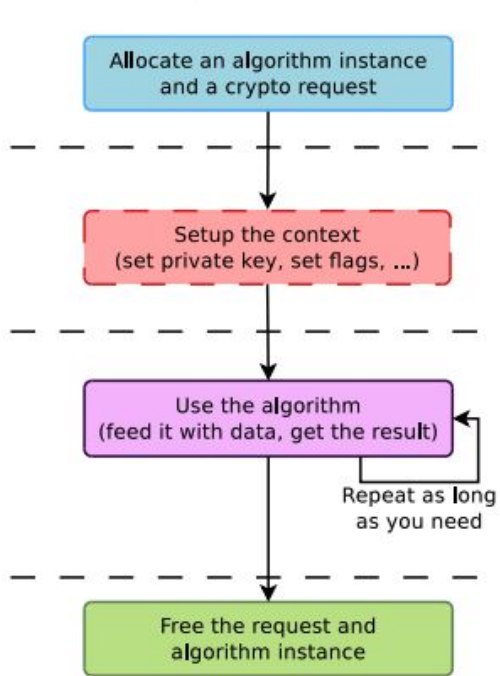 Allocate an algorithm instance
and a crypto request
Setup the context
(set private key, set flags, ...)
Use the algorithm
(feed it with data, get the result)
Repeat as long
as you need
Free the request and
algorithm instance